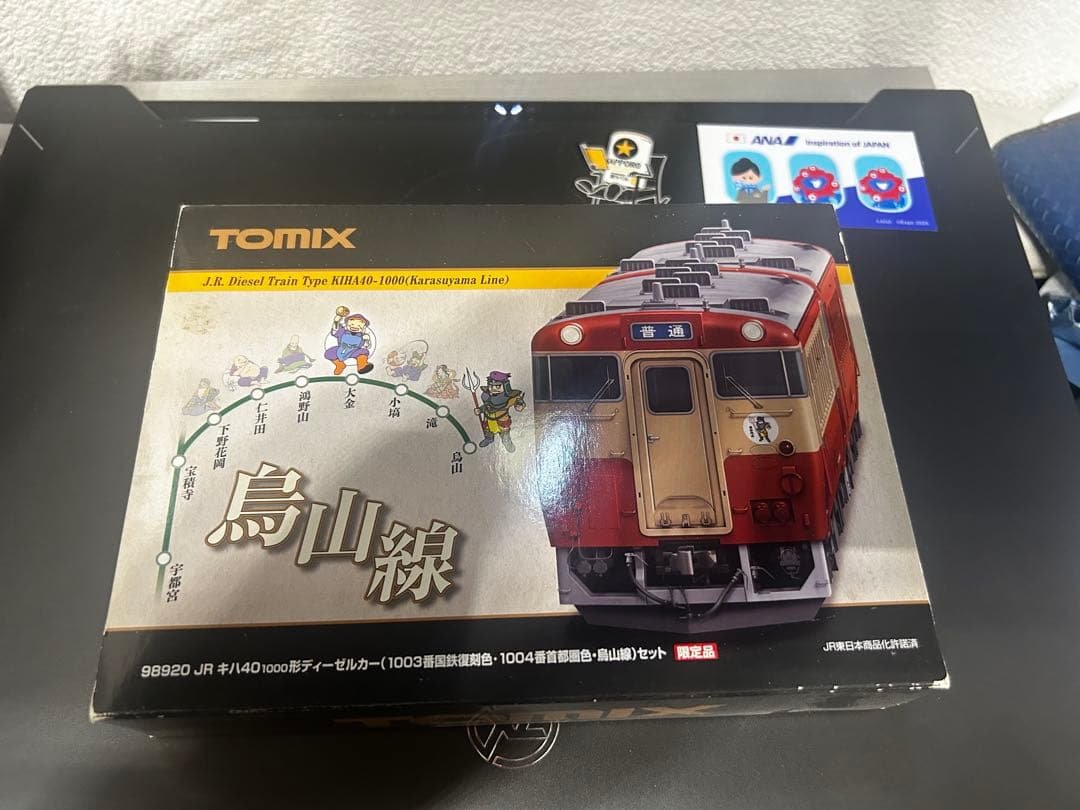 SAPPORO
ANA Inspiration of JAPAN
TOMIX
J.R. Diesel Train Type KIHA40-1000(Karasuyama Line)
普通
大金
鴻野山
小塙
仁井田
滝
下野花岡
烏山
宝積寺
宇都宮
烏山線
98920 JR キハ40 1000形ディーゼルカー(1003番国鉄復刻色・1004番首都圏色・烏山線)セット 限定品
JR東日本商品化許諾済
TOMIX